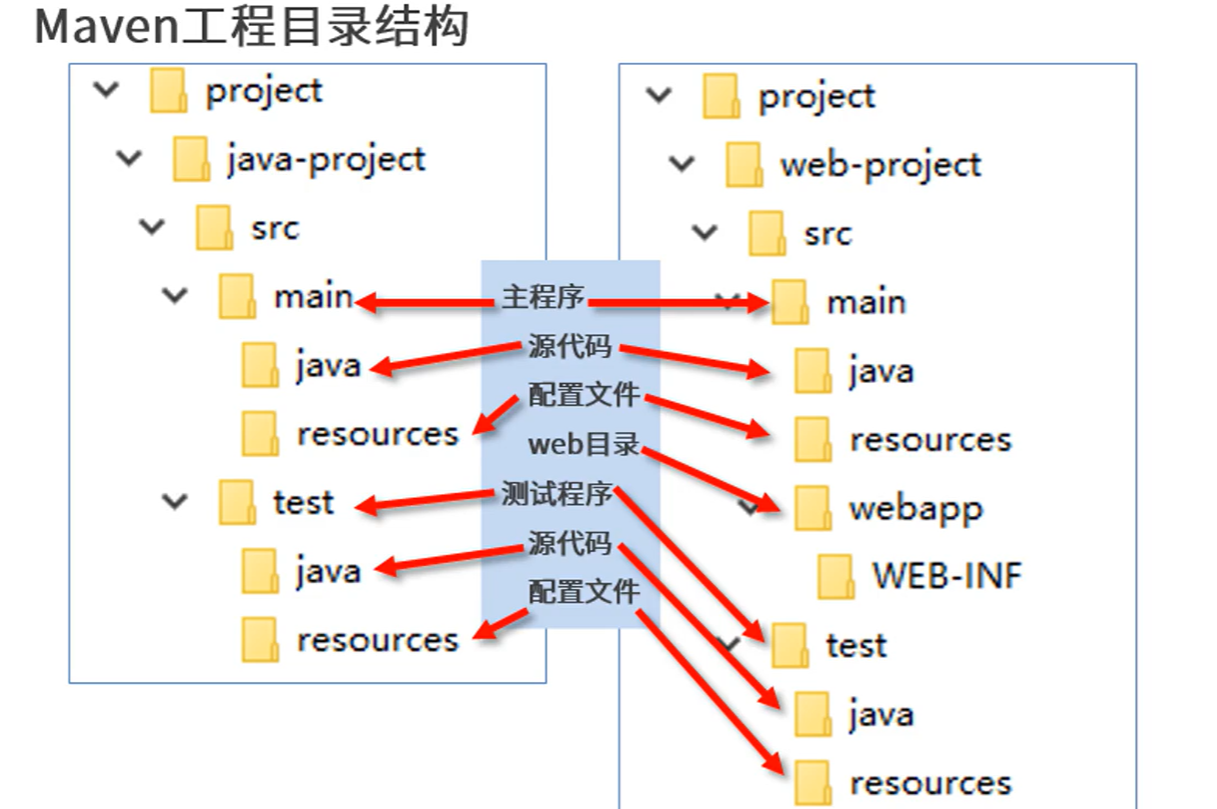 Maven工程目录结构
project
java-project
src
main
java
resources
test
java
resources
主程序
源代码
配置文件
web目录
测试程序
源代码
配置文件
project
web-project
src
main
java
resources
webapp
WEB-INF
test
java
resources